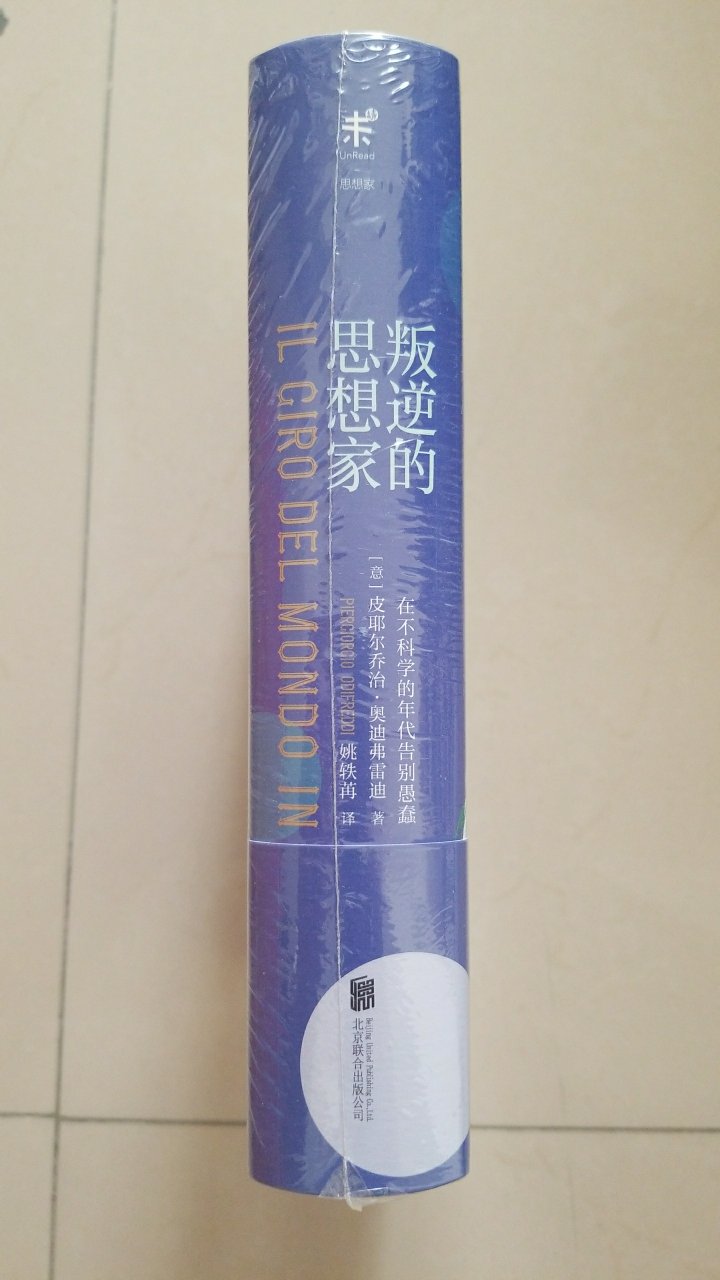 未
UnRead
思想家
叛逆的
思想家
IL GIRO DEL MONDO IN
在不科学的年代告别愚蠢
[意]皮耶尔乔治·奥迪弗雷迪 著
PIERGIORGIO ODIFREDDI
姚轶苒 译
Beijing United Publishing Co.,Ltd.
北京联合出版公司